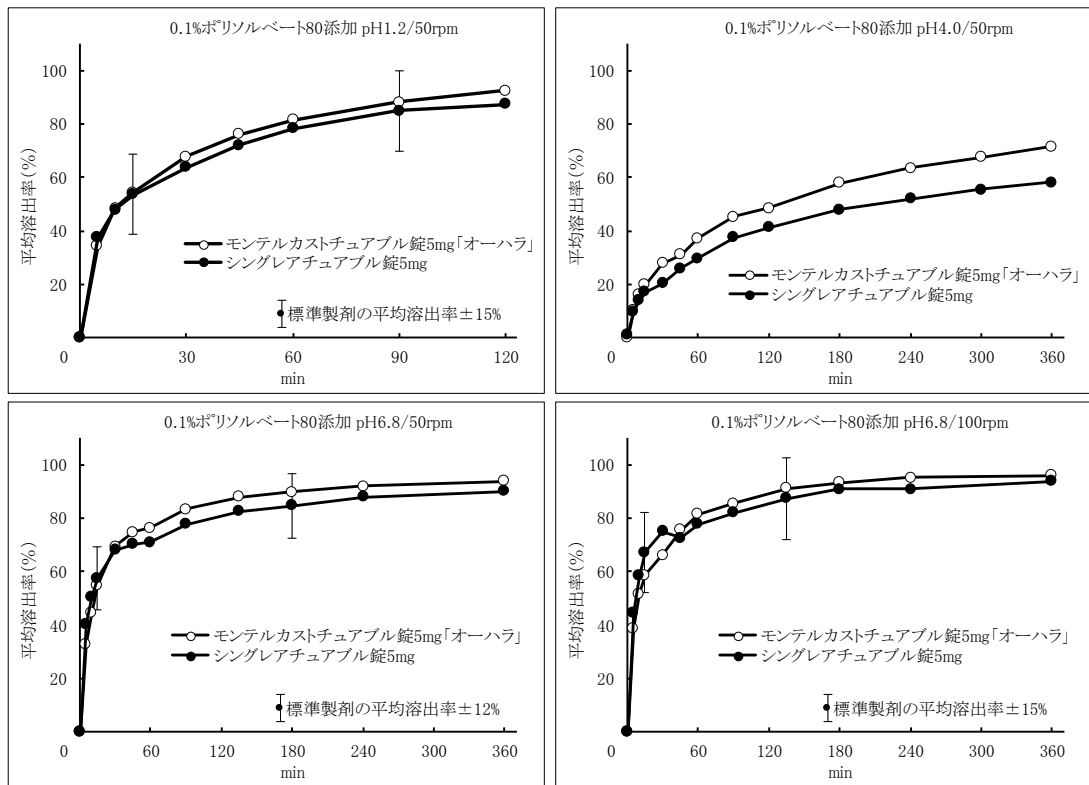 0.1%ポリソルベート80添加 pH1.2/50rpm
平均溶出率(%)
100
80
60
40
20
0
30
60
90
120
min
モンテルカストチュアブル錠5mg「オーハラ」
シングレアチュアブル錠5mg
標準製剤の平均溶出率±15%
0.1%ポリソルベート80添加 pH4.0/50rpm
平均溶出率(%)
100
80
60
40
20
0
60
120
180
240
300
360
min
モンテルカストチュアブル錠5mg「オーハラ」
シングレアチュアブル錠5mg
0.1%ポリソルベート80添加 pH6.8/50rpm
平均溶出率(%)
100
80
60
40
20
0
60
120
180
240
300
360
min
モンテルカストチュアブル錠5mg「オーハラ」
シングレアチュアブル錠5mg
標準製剤の平均溶出率±12%
0.1%ポリソルベート80添加 pH6.8/100rpm
平均溶出率(%)
100
80
60
40
20
0
60
120
180
240
300
360
min
モンテルカストチュアブル錠5mg「オーハラ」
シングレアチュアブル錠5mg
標準製剤の平均溶出率±15%